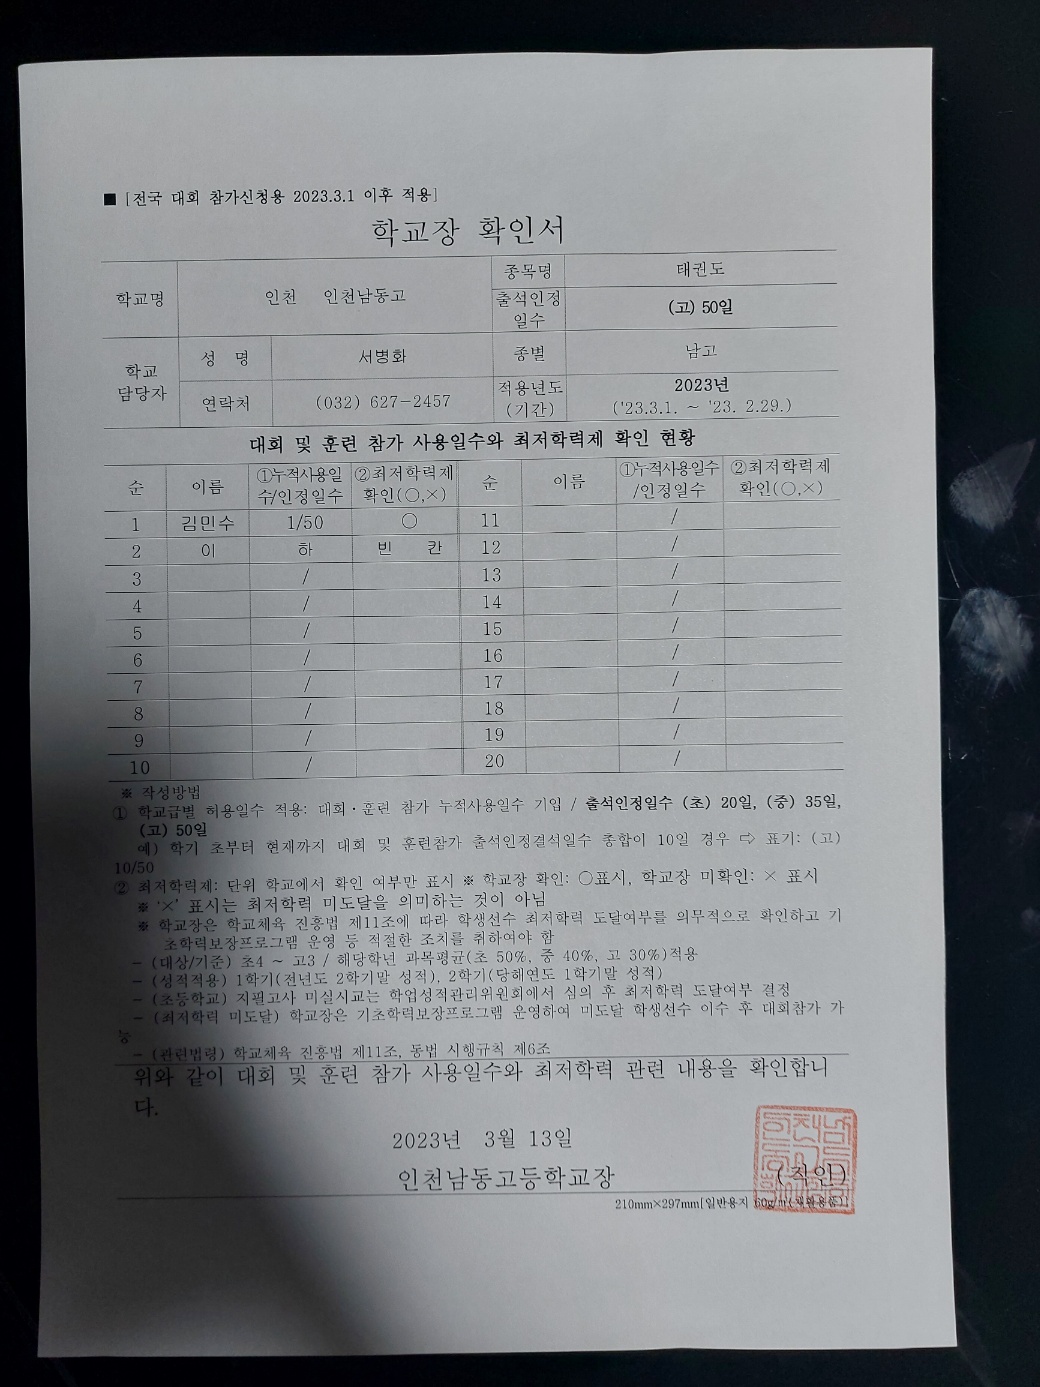 ■ [전국 대회 참가신청용 2023.3.1 이후 적용]
학교장 확인서
학교명 인천 인천남동고 종목명 태권도
출석인정 일수 (고) 50일
학교 담당자 성 명 서병화 종별 남고
연락처 (032) 627-2457 적용년도 (기간) 2023년 ('23.3.1. ~ '23. 2.29.)
대회 및 훈련 참가 사용일수와 최저학력제 확인 현황
순 이름 ①누적사용일수/인정일수 ②최저학력제 확인(○,×) 순 이름 ①누적사용일수/인정일수 ②최저학력제 확인(○,×)
1 김민수 1/50 ○ 11 /
2 이 하 빈 칸 12 /
3 / 13 /
4 / 14 /
5 / 15 /
6 / 16 /
7 / 17 /
8 / 18 /
9 / 19 /
10 / 20 /
※ 작성방법
① 학교급별 허용일수 적용: 대회·훈련 참가 누적사용일수 기입 / 출석인정일수 (초) 20일, (중) 35일,
(고) 50일
예) 학기 초부터 현재까지 대회 및 훈련참가 출석인정결석일수 총합이 10일 경우 ⇨ 표기: (고)
10/50
② 최저학력제: 단위 학교에서 확인 여부만 표시 ※ 학교장 확인: ○표시, 학교장 미확인: × 표시
※ '×' 표시는 최저학력 미도달을 의미하는 것이 아님
※ 학교장은 학교체육 진흥법 제11조에 따라 학생선수 최저학력 도달여부를 의무적으로 확인하고 기
초학력보장프로그램 운영 등 적절한 조치를 취하여야 함
- (대상/기준) 초4 ~ 고3 / 해당학년 과목평균(초 50%, 중 40%, 고 30%)적용
- (성적적용) 1학기(전년도 2학기말 성적), 2학기(당해연도 1학기말 성적)
- (초등학교) 지필고사 미실시교는 학업성적관리위원회에서 심의 후 최저학력 도달여부 결정
- (최저학력 미도달) 학교장은 기초학력보장프로그램 운영하여 미도달 학생선수 이수 후 대회참가 가
능
- (관련법령) 학교체육 진흥법 제11조, 동법 시행규칙 제6조
위와 같이 대회 및 훈련 참가 사용일수와 최저학력 관련 내용을 확인합니
다.
2023년 3월 13일
인천남동고등학교장 (직인)
210mm×297mm[일반용지 60g/㎡(재활용품)]